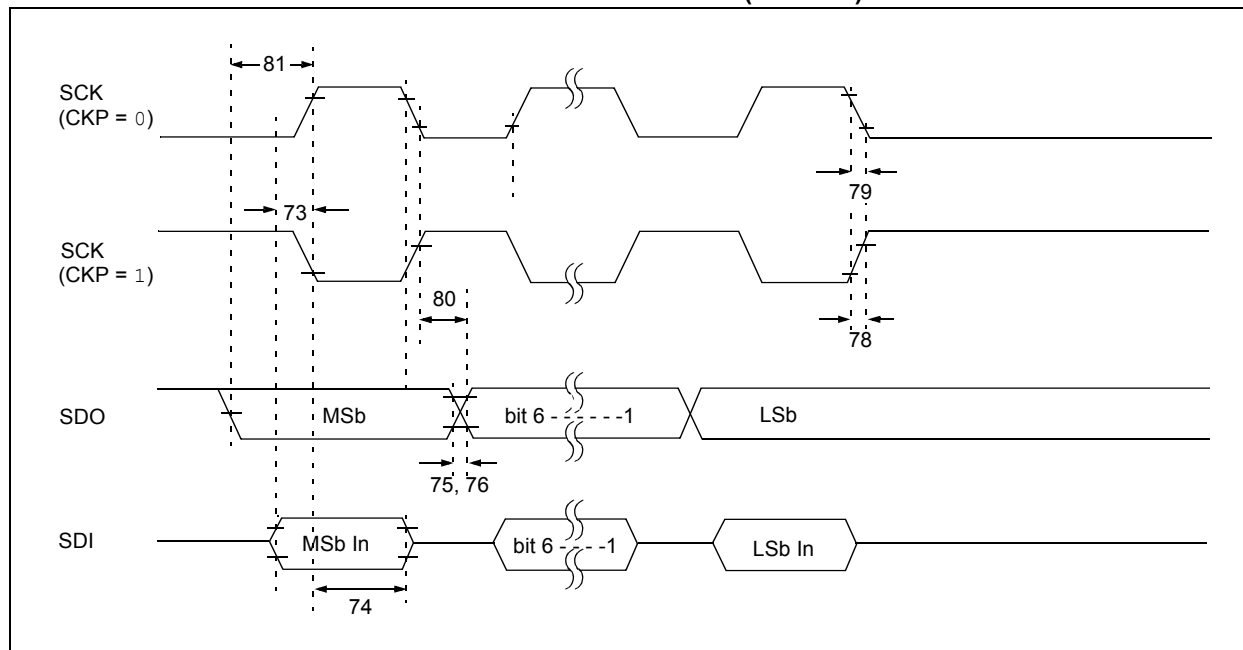 81
SCK
(CKP = 0)
79
73
SCK
(CKP = 1)
80
78
SDO
MSb
bit 6 - - - - - -1
LSb
75, 76
SDI
MSb In
bit 6 - - - -1
LSb In
74